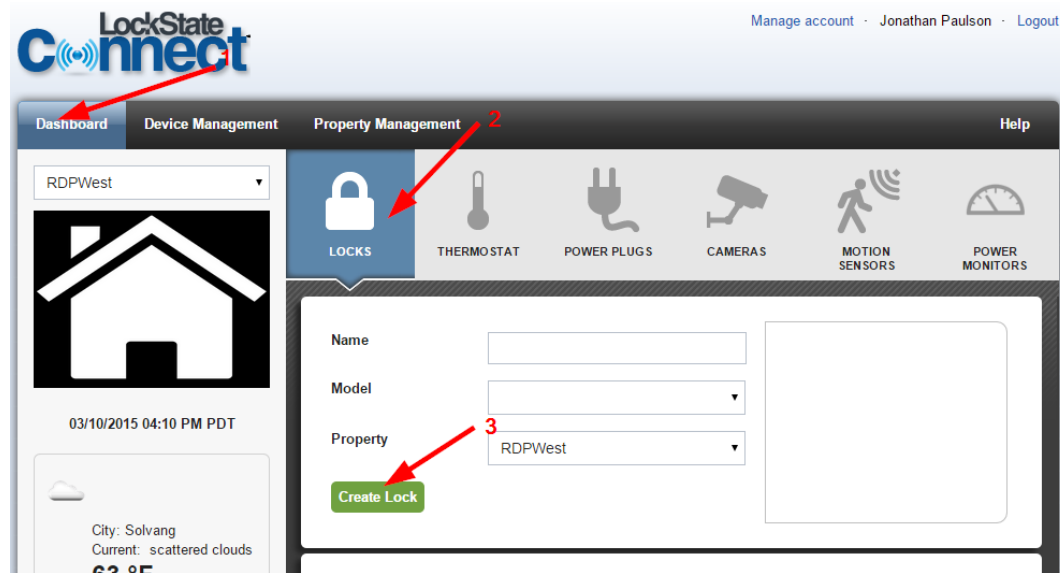 LockState
Connect
Manage account · Jonathan Paulson · Logout
1
Dashboard Device Management Property Management 2 Help
RDPWest
LOCKS THERMOSTAT POWER PLUGS CAMERAS MOTION SENSORS POWER MONITORS
Name
Model
03/10/2015 04:10 PM PDT
Property RDPWest
3
Create Lock
City: Solvang
Current: scattered clouds
63 °F